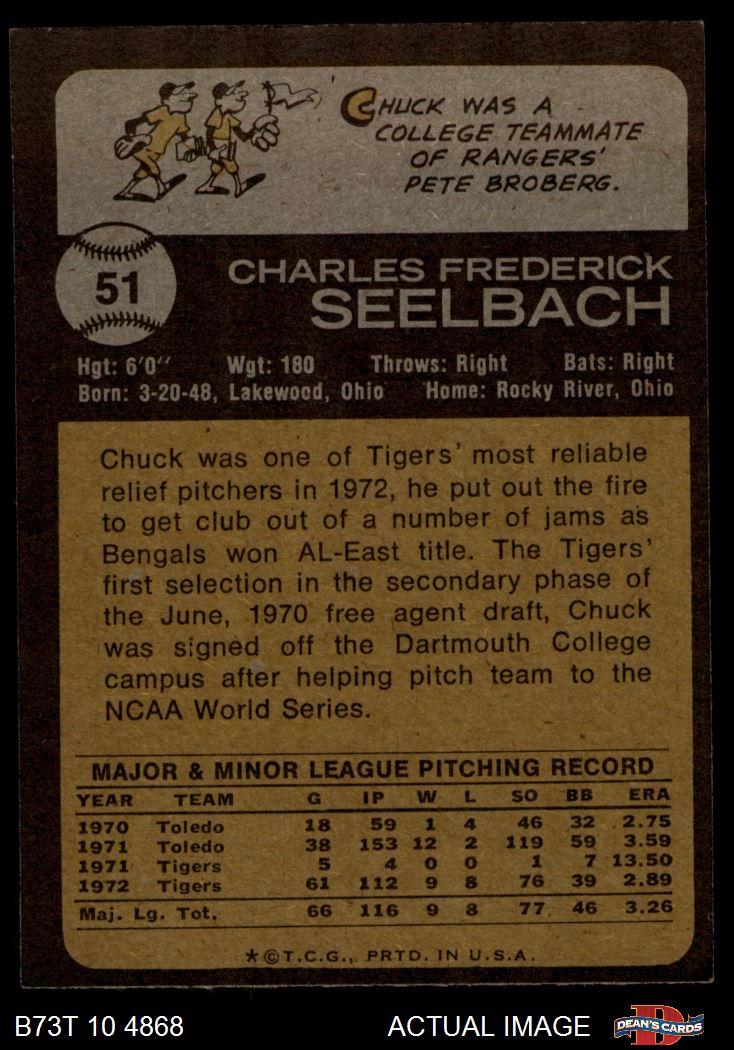 CHUCK WAS A
COLLEGE TEAMMATE
OF RANGERS'
PETE BROBERG.
51
CHARLES FREDERICK
SEELBACH
Hgt: 6'0'' Wgt: 180 Throws: Right Bats: Right
Born: 3-20-48, Lakewood, Ohio Home: Rocky River, Ohio
Chuck was one of Tigers' most reliable
relief pitchers in 1972, he put out the fire
to get club out of a number of jams as
Bengals won AL-East title. The Tigers'
first selection in the secondary phase of
the June, 1970 free agent draft, Chuck
was signed off the Dartmouth College
campus after helping pitch team to the
NCAA World Series.
MAJOR & MINOR LEAGUE PITCHING RECORD
YEAR TEAM G IP W L SO BB ERA
1970 Toledo 18 59 1 4 46 32 2.75
1971 Toledo 38 153 12 2 119 59 3.59
1971 Tigers 5 4 0 0 1 7 13.50
1972 Tigers 61 112 9 8 76 39 2.89
Maj. Lg. Tot. 66 116 9 8 77 46 3.26
*©T.C.G., PRTD. IN U.S.A.
B73T 10 4868 ACTUAL IMAGE D DEAN'S CARDS